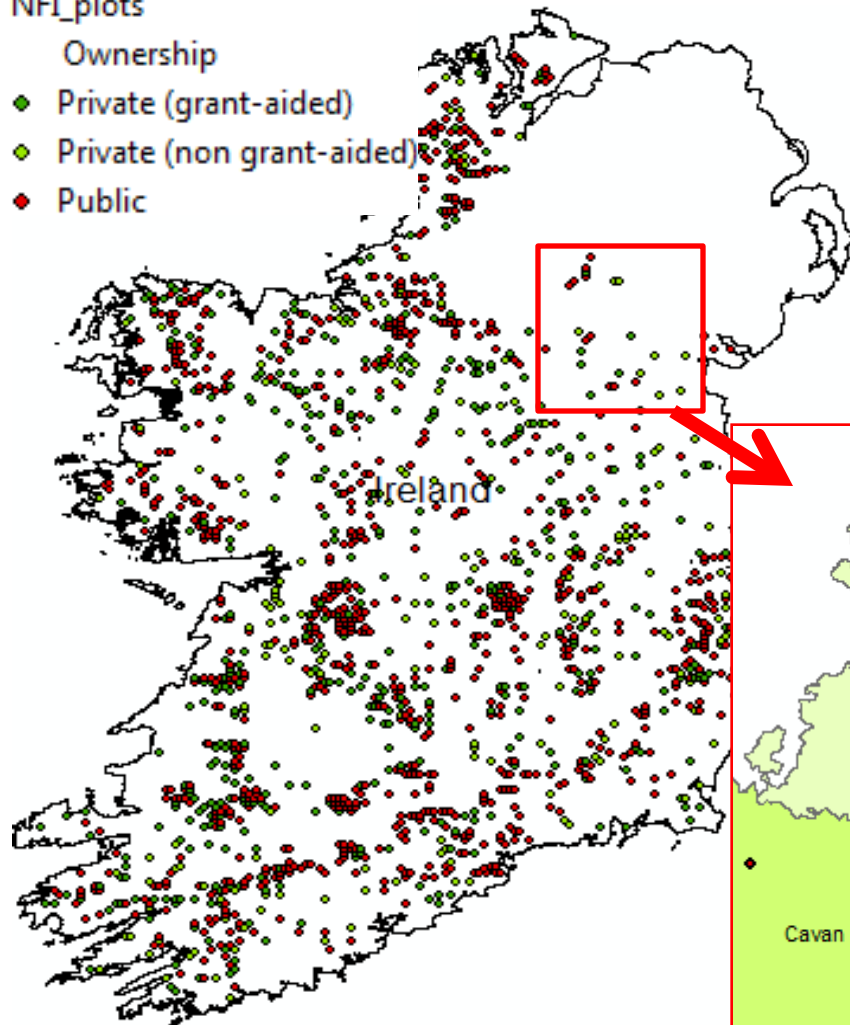 NFI_plots
Ownership
Private (grant-aided)
Private (non grant-aided)
Public
Ireland
Cavan